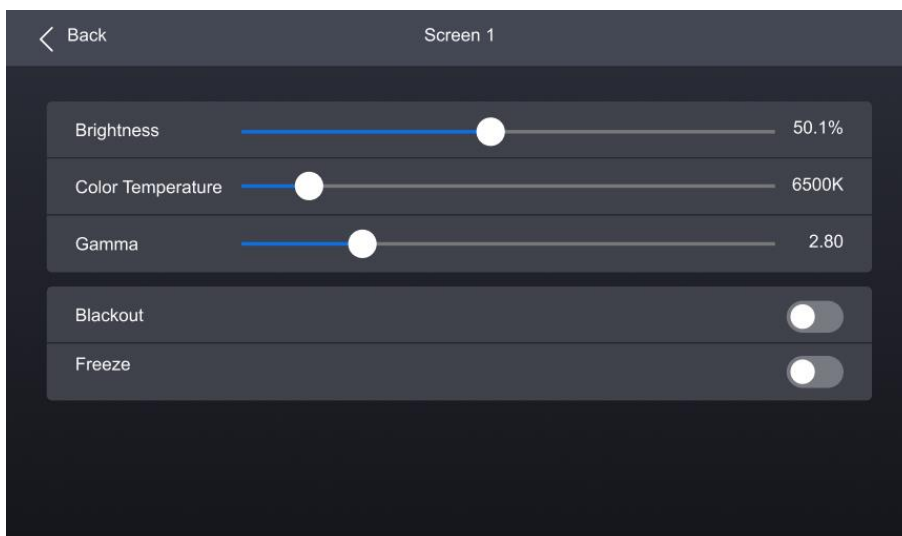 Back
Screen 1
Brightness 50.1%
Color Temperature 6500K
Gamma 2.80
Blackout
Freeze